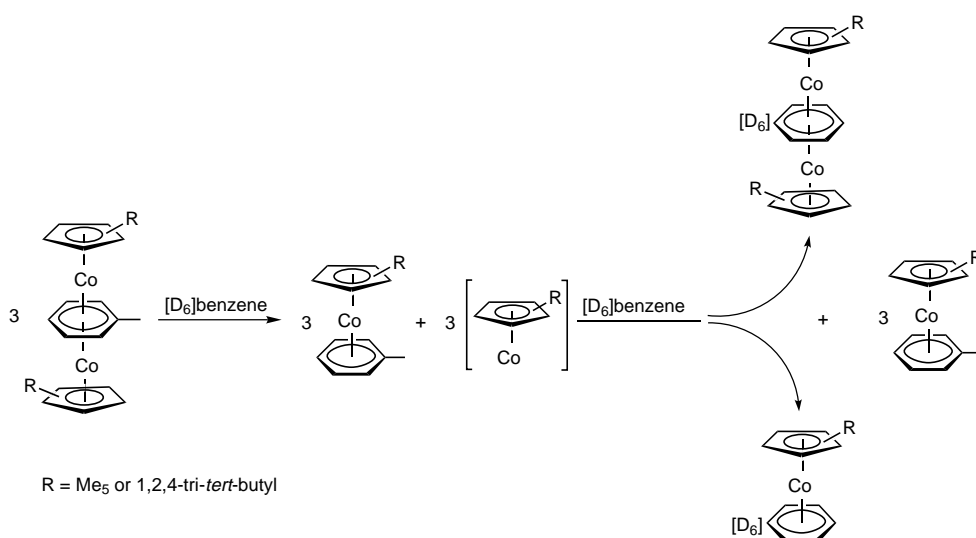 R
Co
[D6]
Co
R
R
Co
3
[D6]benzene
Co
R
R
3
Co
+
3
R
Co
[D6]benzene
+
3
R
Co
R
Co
[D6]
R = Me5 or 1,2,4-tri-tert-butyl